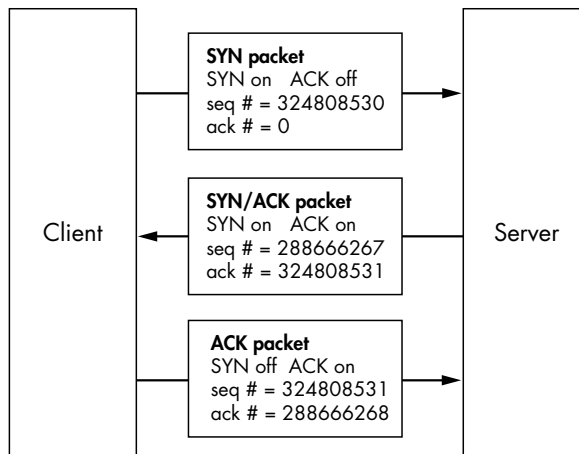 SYN packet
SYN on ACK off
seq # = 324808530
ack # = 0
SYN/ACK packet
SYN on ACK on
seq # = 288666267
ack # = 324808531
Client
Server
ACK packet
SYN off ACK on
seq # = 324808531
ack # = 288666268